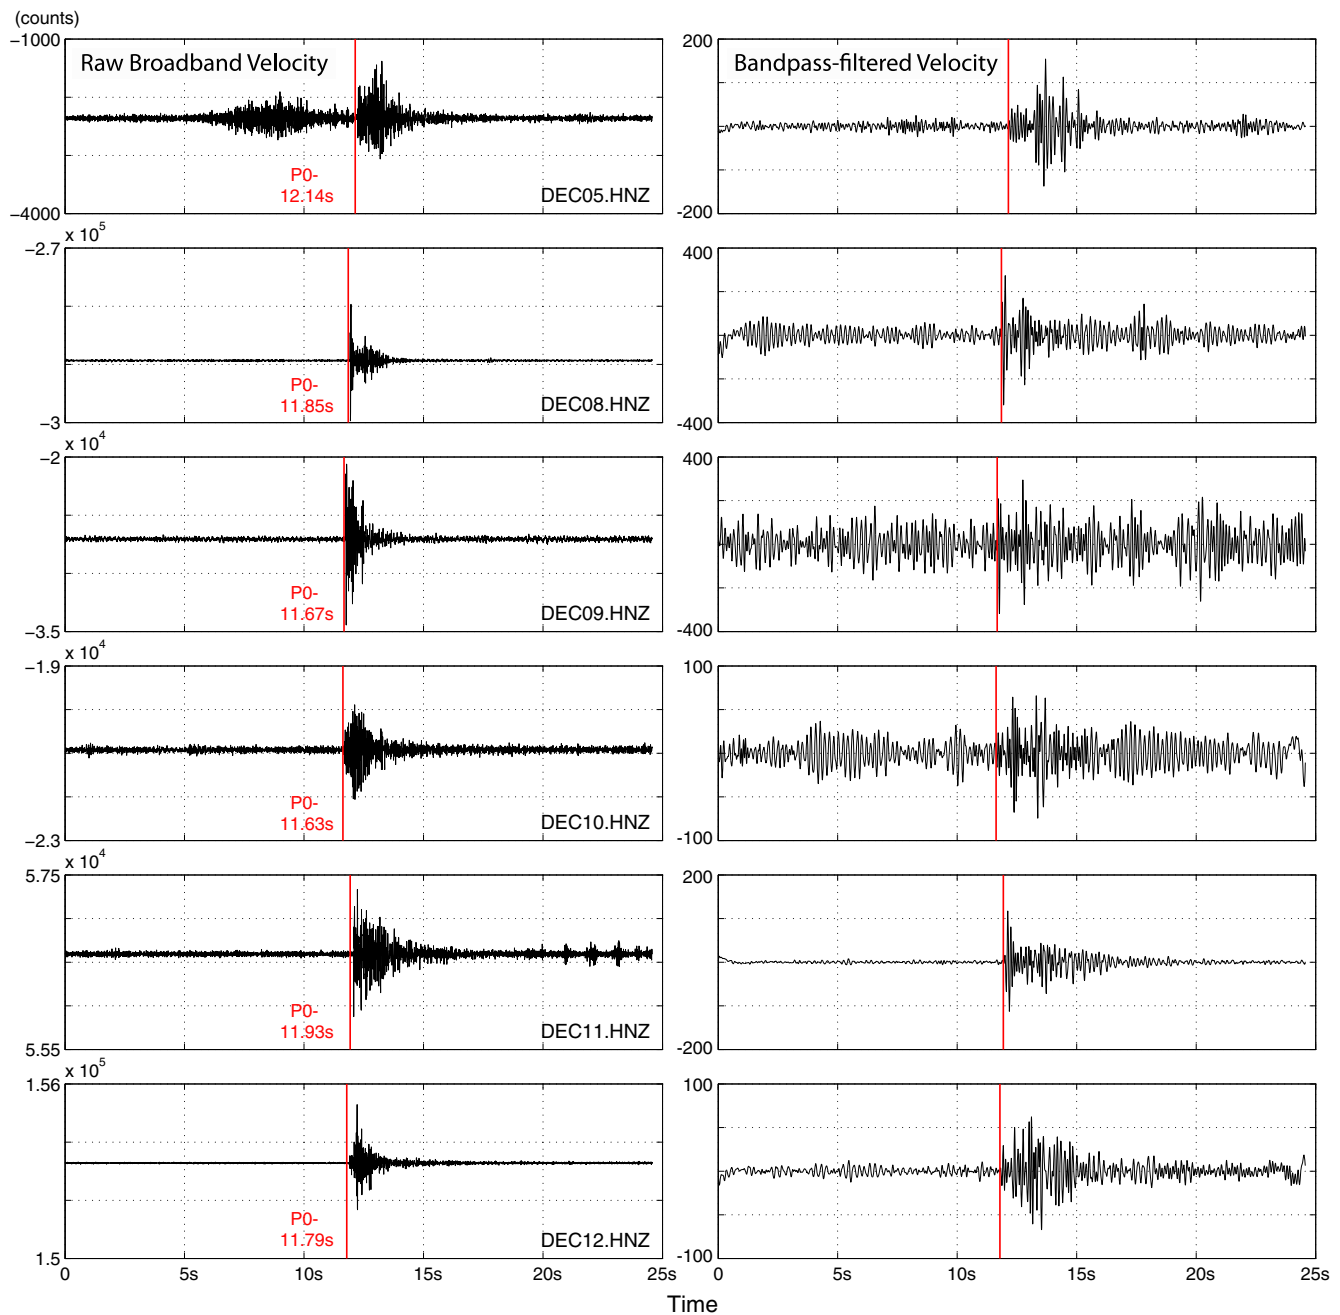 (counts)
−1000
Raw Broadband Velocity
P0-
12.14s
DEC05.HNZ
−4000
200
Bandpass-filtered Velocity
-200
x 10^5
−2.7
P0-
11.85s
DEC08.HNZ
−3
400
-400
x 10^4
−2
P0-
11.67s
DEC09.HNZ
−3.5
400
-400
x 10^4
−1.9
P0-
11.63s
DEC10.HNZ
−2.3
100
-100
x 10^4
5.75
P0-
11.93s
DEC11.HNZ
5.55
200
-200
x 10^5
1.56
P0-
11.79s
DEC12.HNZ
1.5
100
-100
0 5s 10s 15s 20s 25s
0 5s 10s 15s 20s 25s
Time